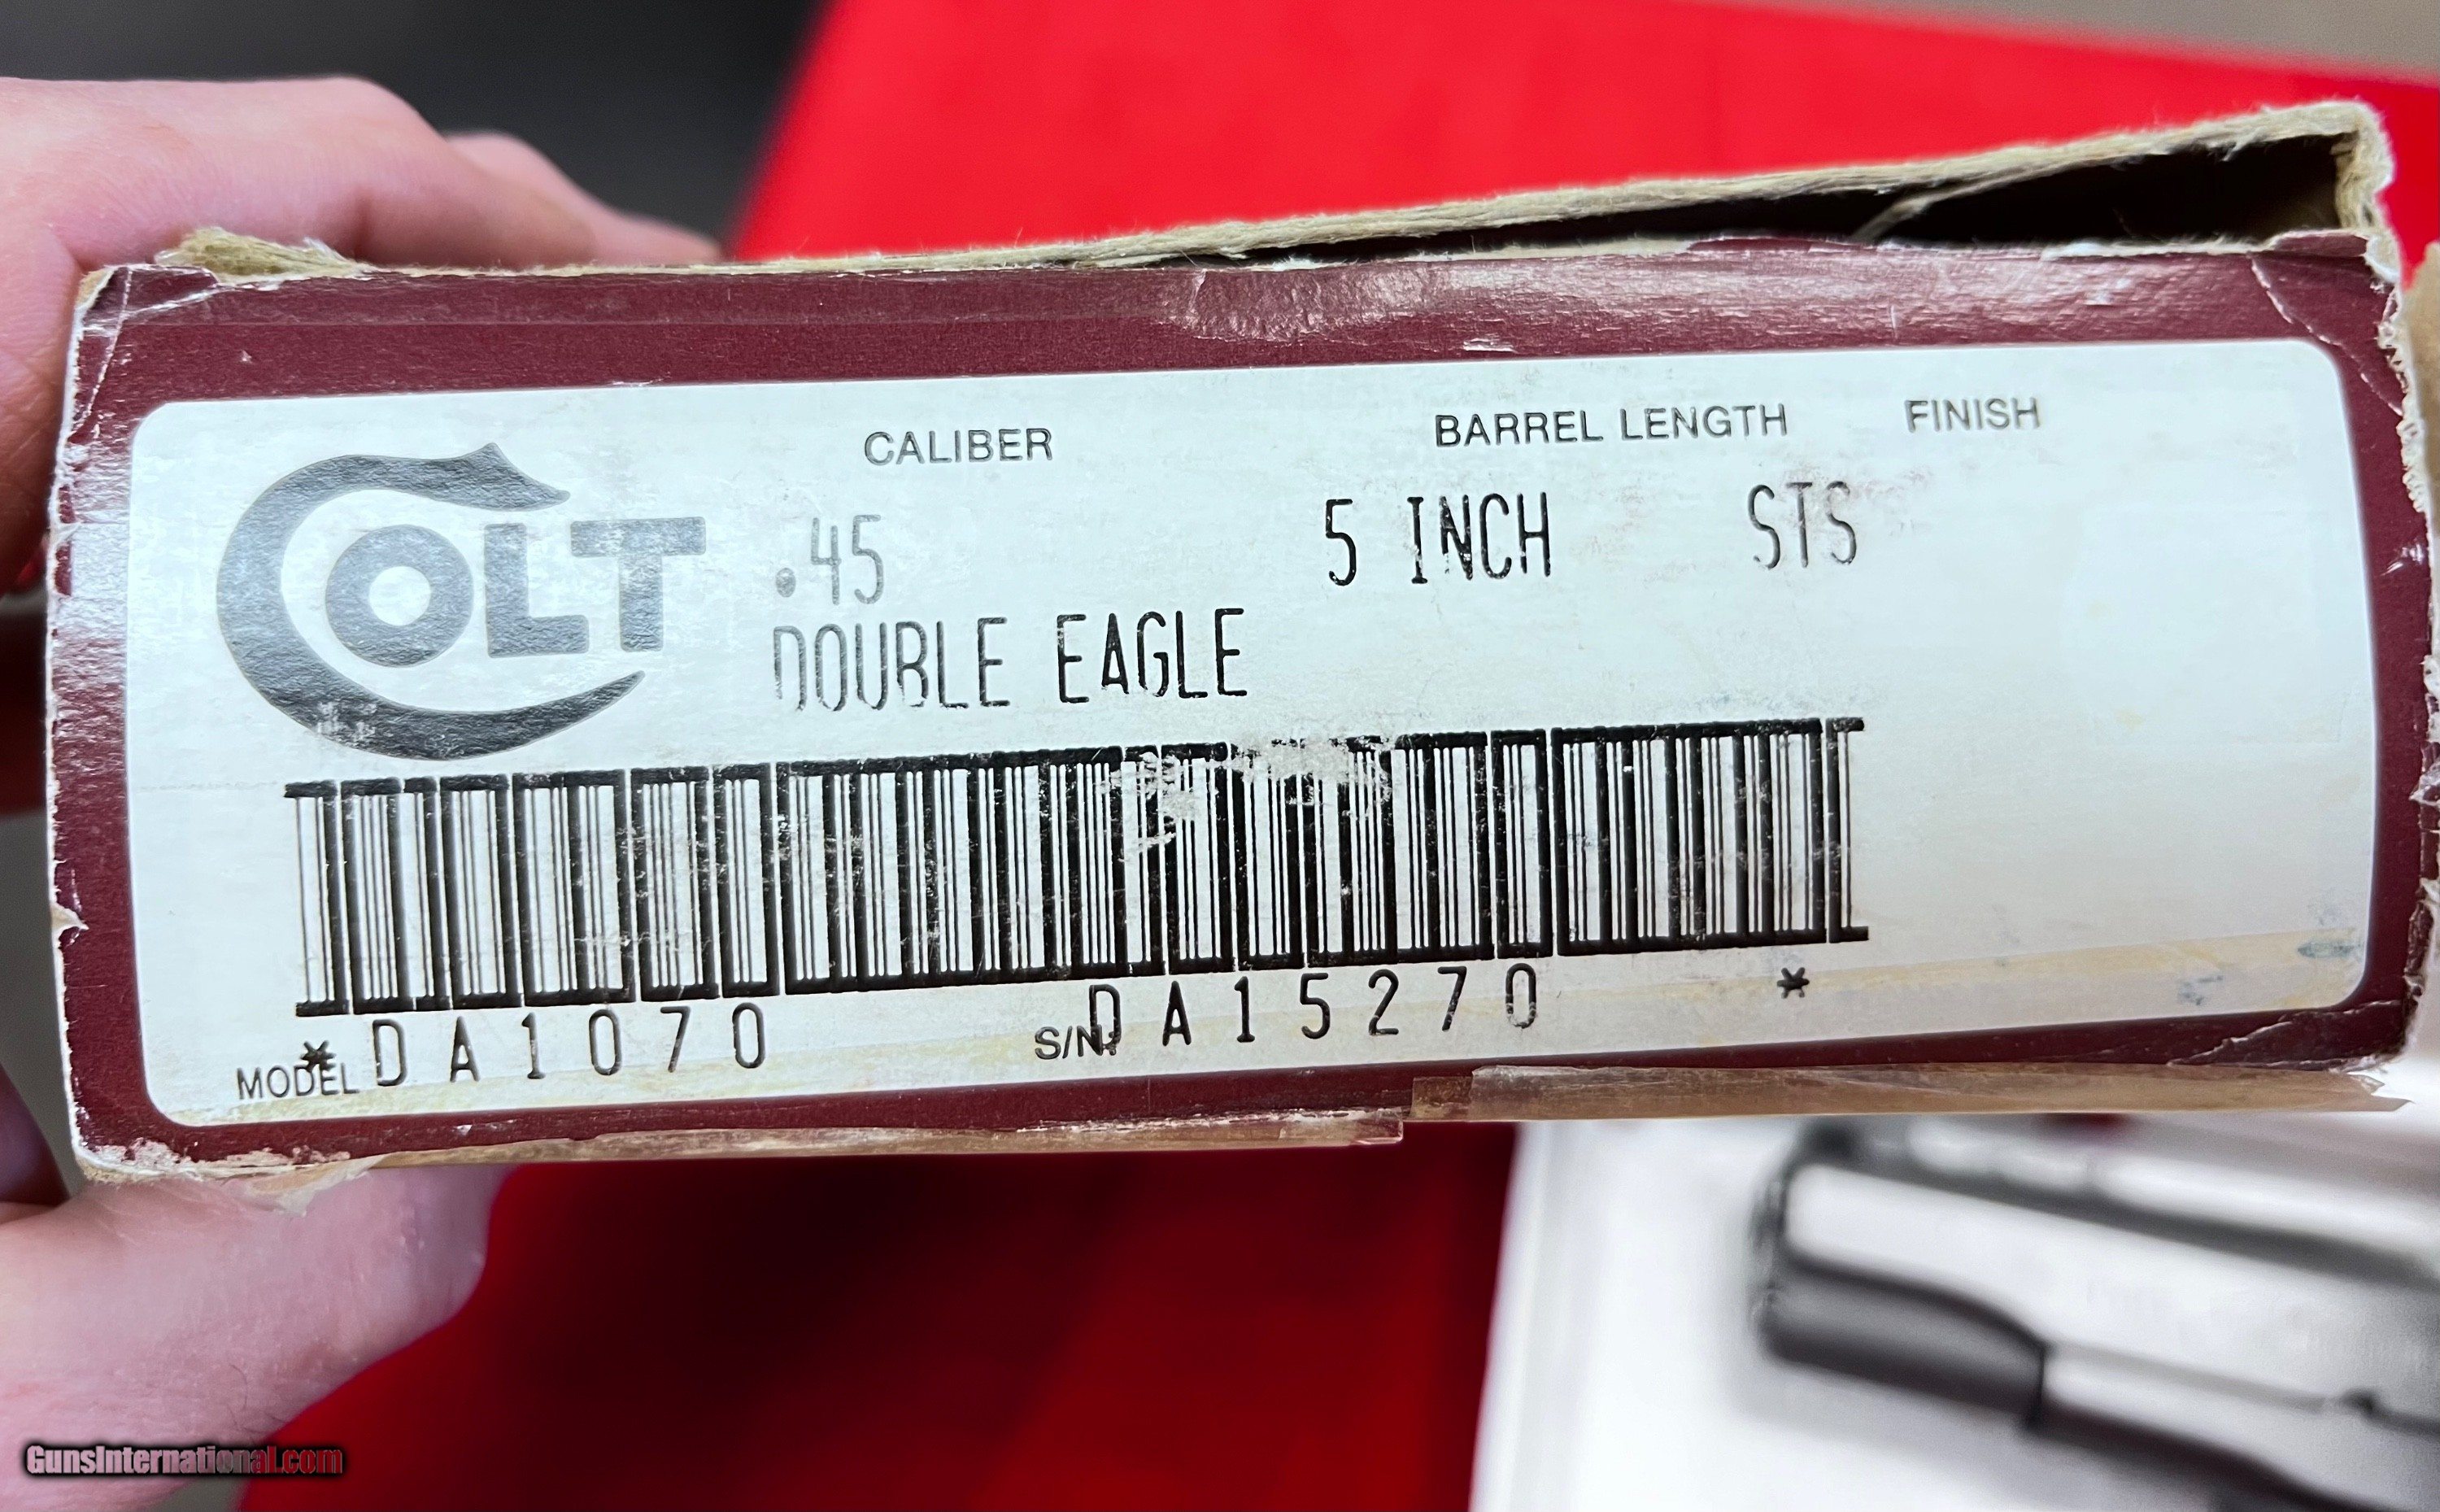 CALIBER BARREL LENGTH FINISH
COLT
.45 5 INCH STS
DOUBLE EAGLE
MODEL *DA1070 S/N. DA15270 *
GunsInternational.com